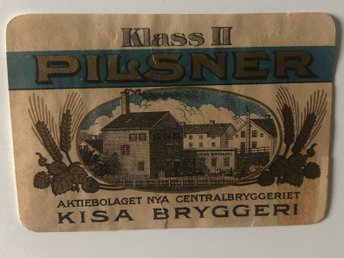 Klass II
PILSNER
AKTIEBOLAGET NYA CENTRALBRYGGERIET
KISA BRYGGERI